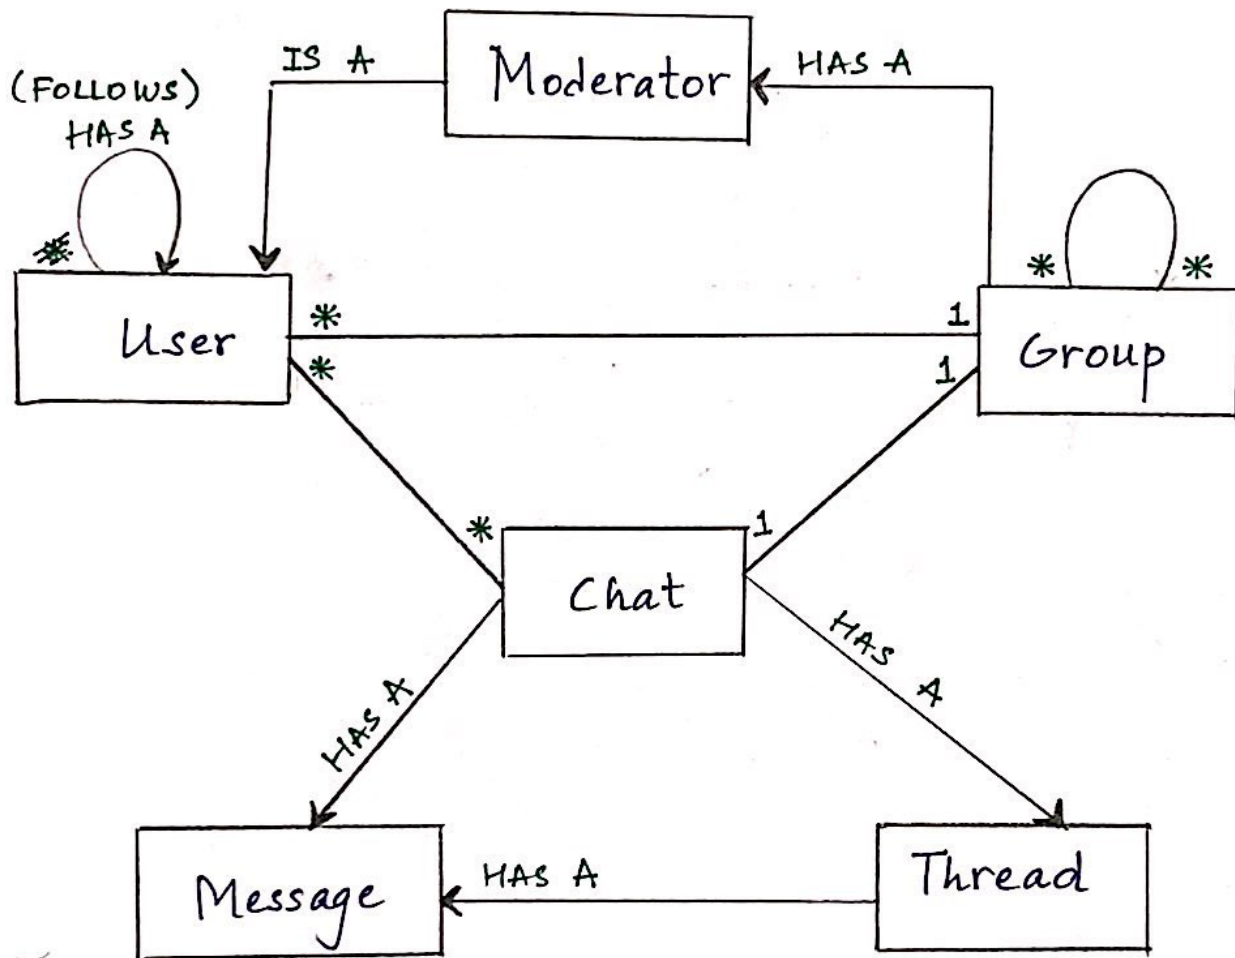 IS A
Moderator
HAS A
(FOLLOWS)
HAS A
*
*
*
User
*
1
Group
*
1
*
1
Chat
HAS A
HAS A
Message
HAS A
Thread